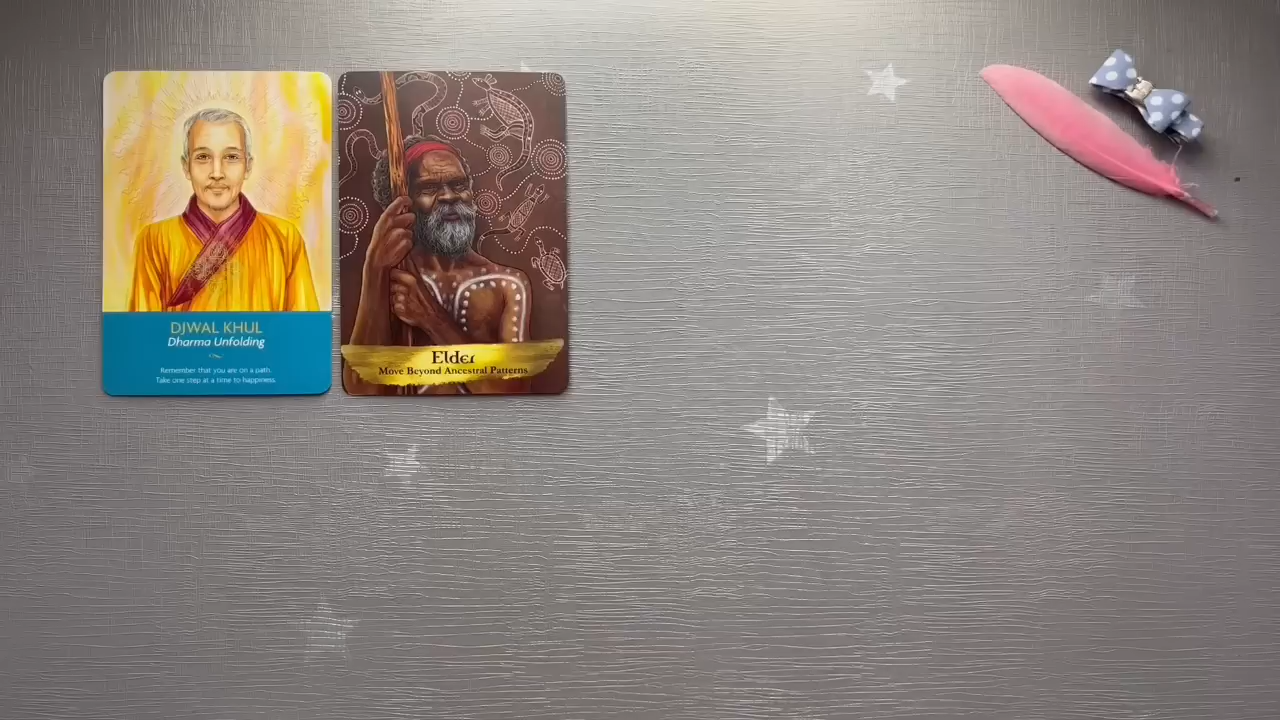 DJWAL KHUL
Dharma Unfolding
Remember that you are on a path.
Take one step at a time to happiness.
Elder
Move Beyond Ancestral Patterns